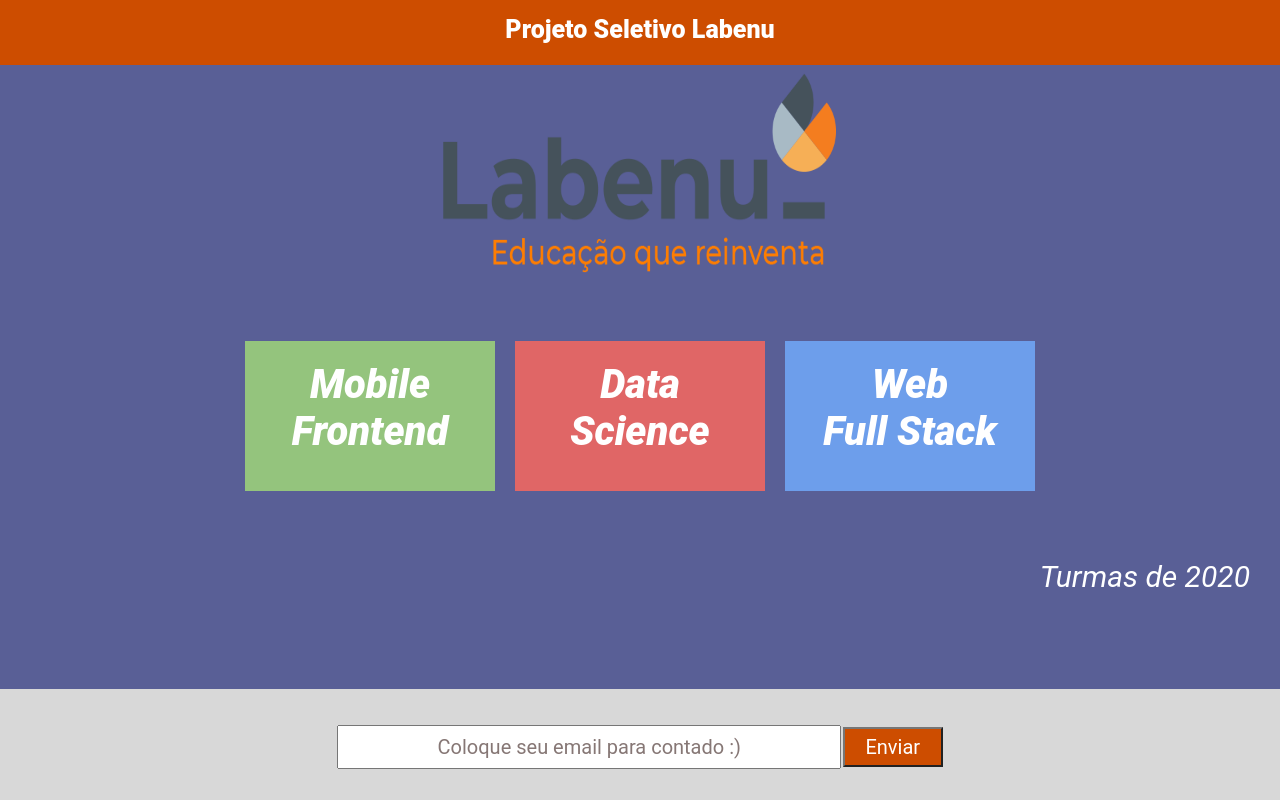 Projeto Seletivo Labenu
Labenu_
Educação que reinventa
Mobile
Frontend
Data
Science
Web
Full Stack
Turmas de 2020
Coloque seu email para contado :)
Enviar